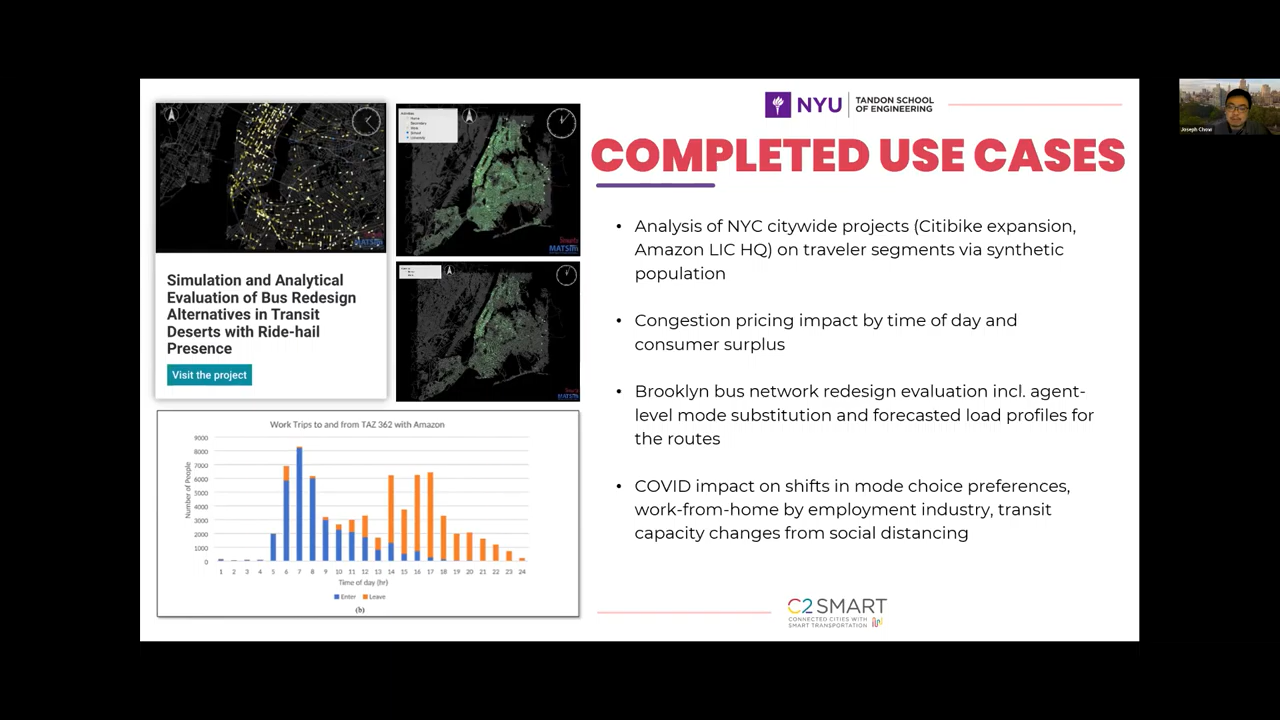 NYU
TANDON SCHOOL
OF ENGINEERING
COMPLETED USE CASES
• Analysis of NYC citywide projects (Citibike expansion,
Amazon LIC HQ) on traveler segments via synthetic
population
• Congestion pricing impact by time of day and
consumer surplus
• Brooklyn bus network redesign evaluation incl. agent-
level mode substitution and forecasted load profiles for
the routes
• COVID impact on shifts in mode choice preferences,
work-from-home by employment industry, transit
capacity changes from social distancing
C2SMART
CONNECTED CITIES WITH
SMART TRANSPORTATION
MATSim
MATSim
MATSim
Simulation and Analytical
Evaluation of Bus Redesign
Alternatives in Transit
Deserts with Ride-hail
Presence
Visit the project
Work Trips to and from TAZ 362 with Amazon
Number of People
9000
8000
7000
6000
5000
4000
3000
2000
1000
0
1 2 3 4 5 6 7 8 9 10 11 12 13 14 15 16 17 18 19 20 21 22 23 24
Time of day (hr)
Enter Leave
(b)
Joseph Chow